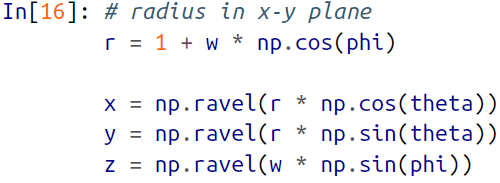 In[16]: # radius in x-y plane
r = 1 + w * np.cos(phi)
x = np.ravel(r * np.cos(theta))
y = np.ravel(r * np.sin(theta))
z = np.ravel(w * np.sin(phi))